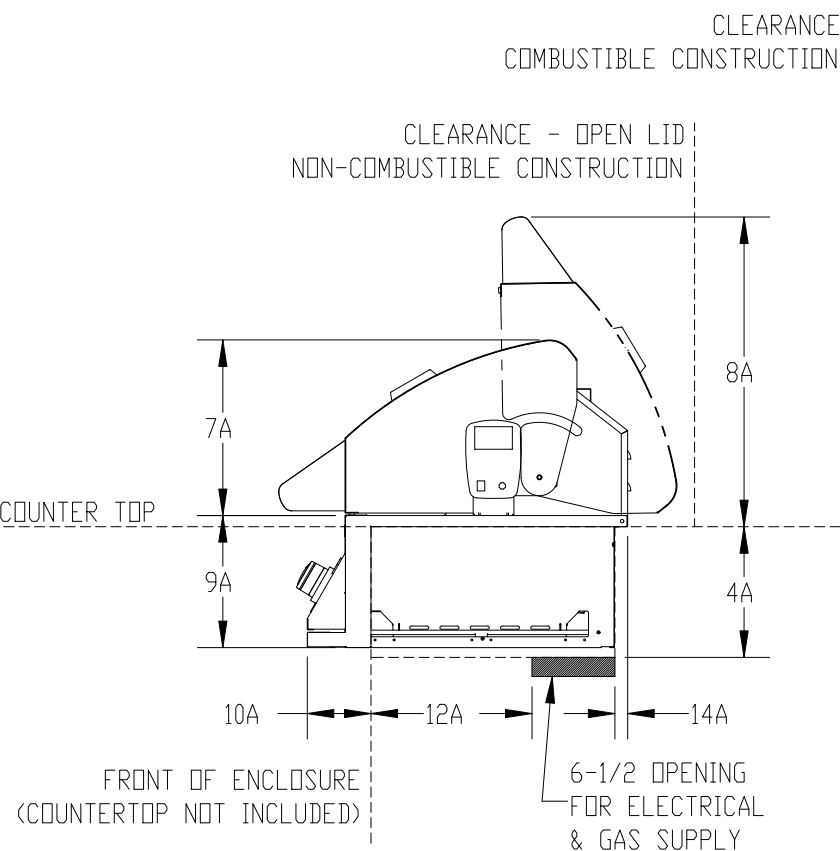 CLEARANCE
COMBUSTIBLE CONSTRUCTION
CLEARANCE - OPEN LID
NON-COMBUSTIBLE CONSTRUCTION
8A
7A
COUNTER TOP
9A
4A
10A
12A
14A
FRONT OF ENCLOSURE
(COUNTERTOP NOT INCLUDED)
6-1/2 OPENING
FOR ELECTRICAL
& GAS SUPPLY